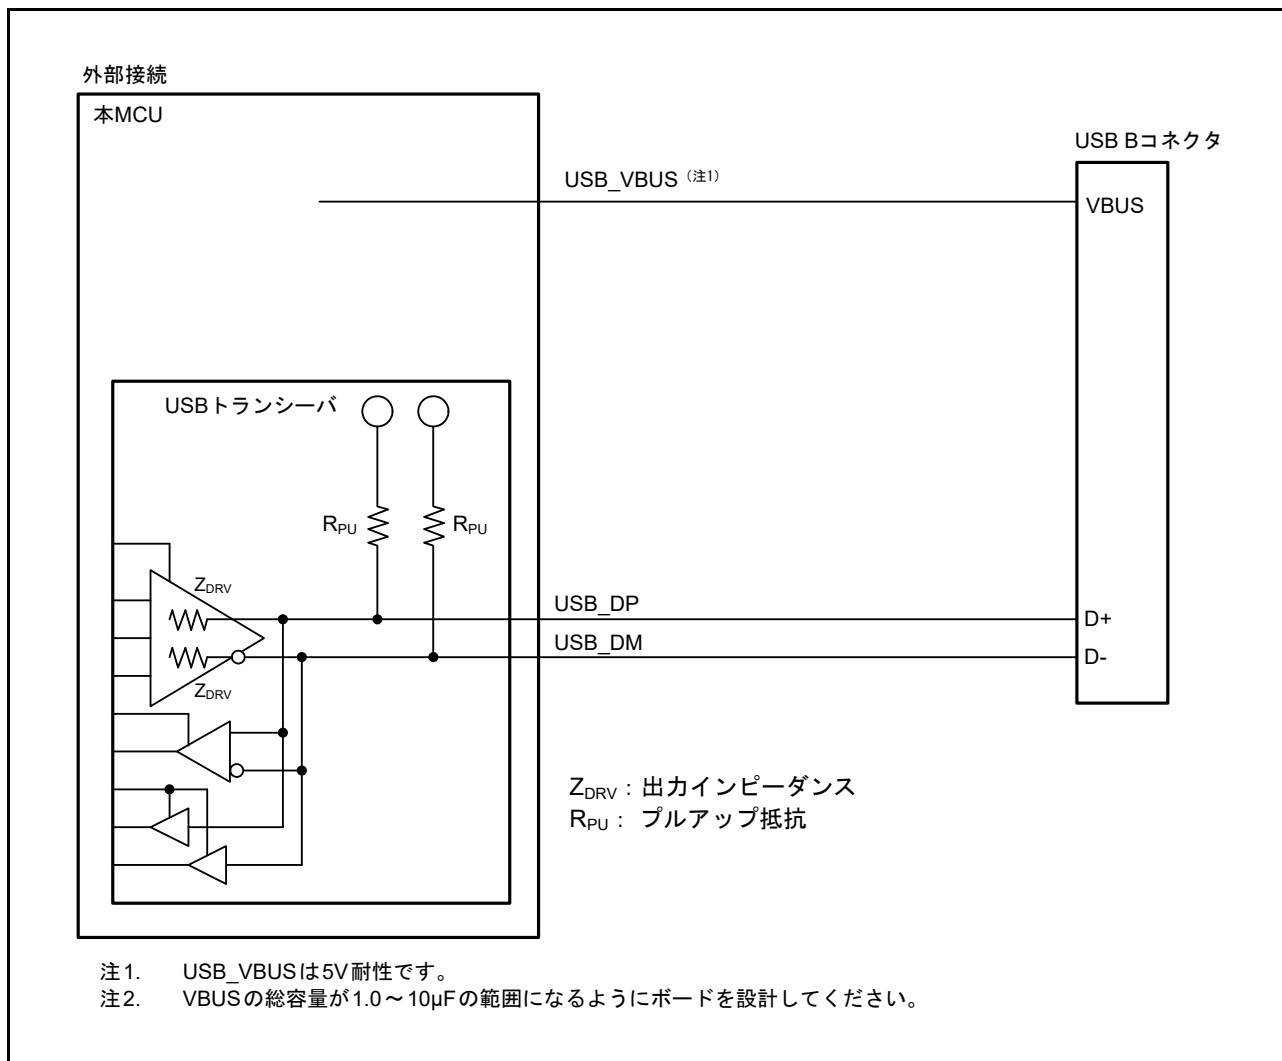 外部接続
本MCU
USB Bコネクタ
USB_VBUS (注1)
VBUS
USBトランシーバ
RPU RPU
ZDRV
USB_DP
D+
USB_DM
D-
ZDRV
ZDRV : 出力インピーダンス
RPU : プルアップ抵抗
注1. USB_VBUSは5V耐性です。
注2. VBUSの総容量が1.0～10μFの範囲になるようにボードを設計してください。